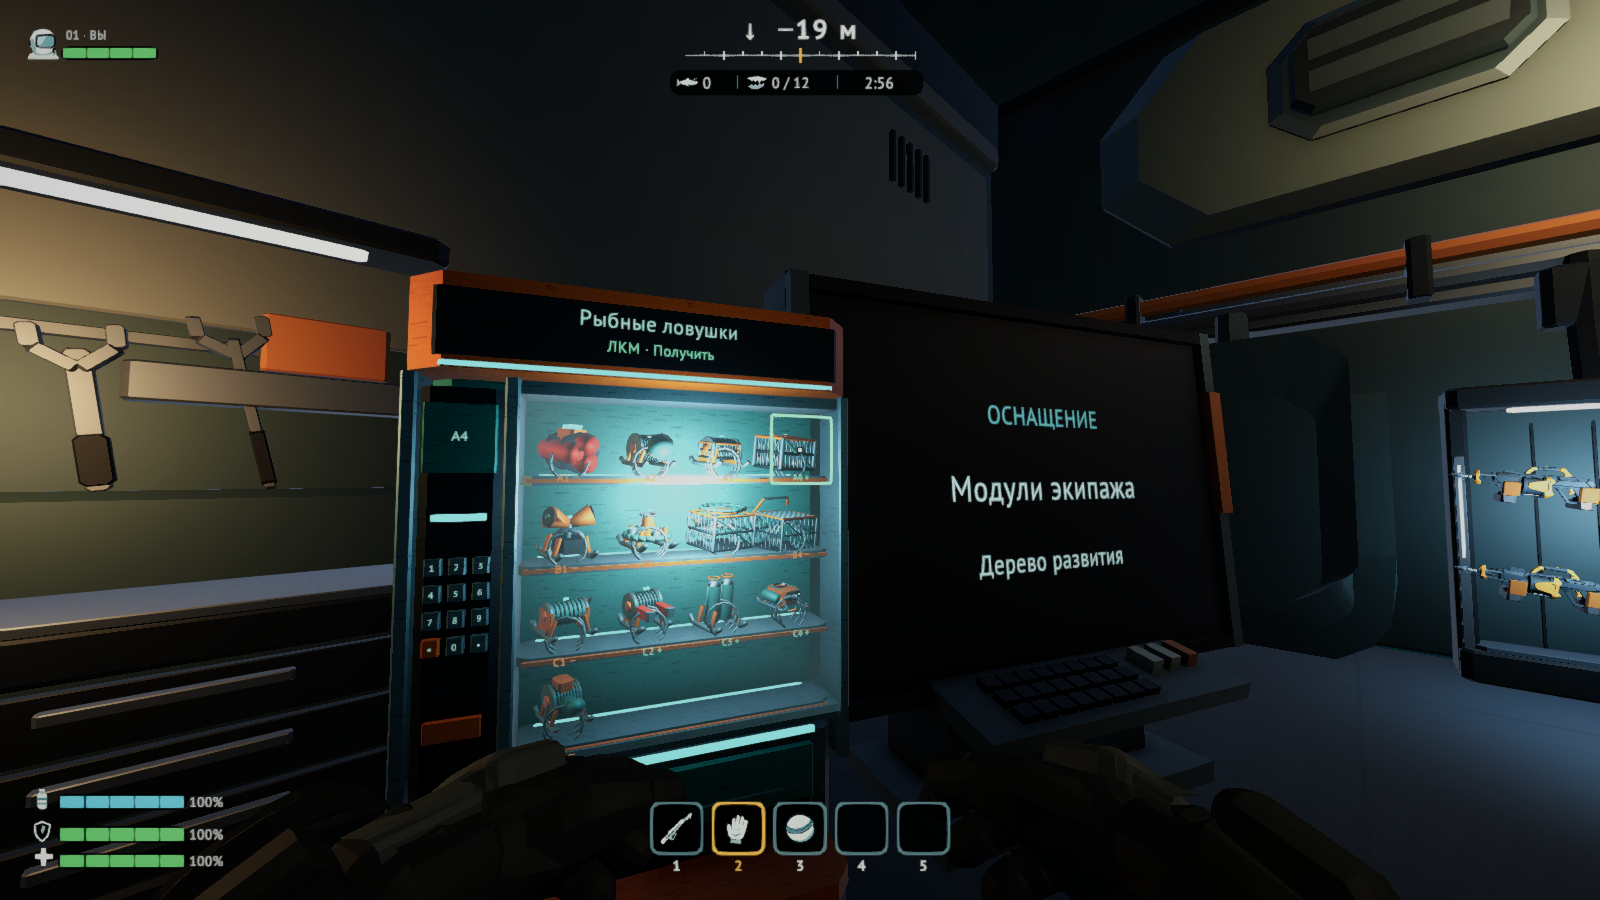 01 · ВЫ
↓ −19 м
0
0 / 12
2:56
Рыбные ловушки
ЛКМ · Получить
A4
1 2 3
4 5 6
7 8 9
0
B1
C1
C2
C3
C4
ОСНАЩЕНИЕ
Модули экипажа
Дерево развития
100%
100%
100%
1 2 3 4 5